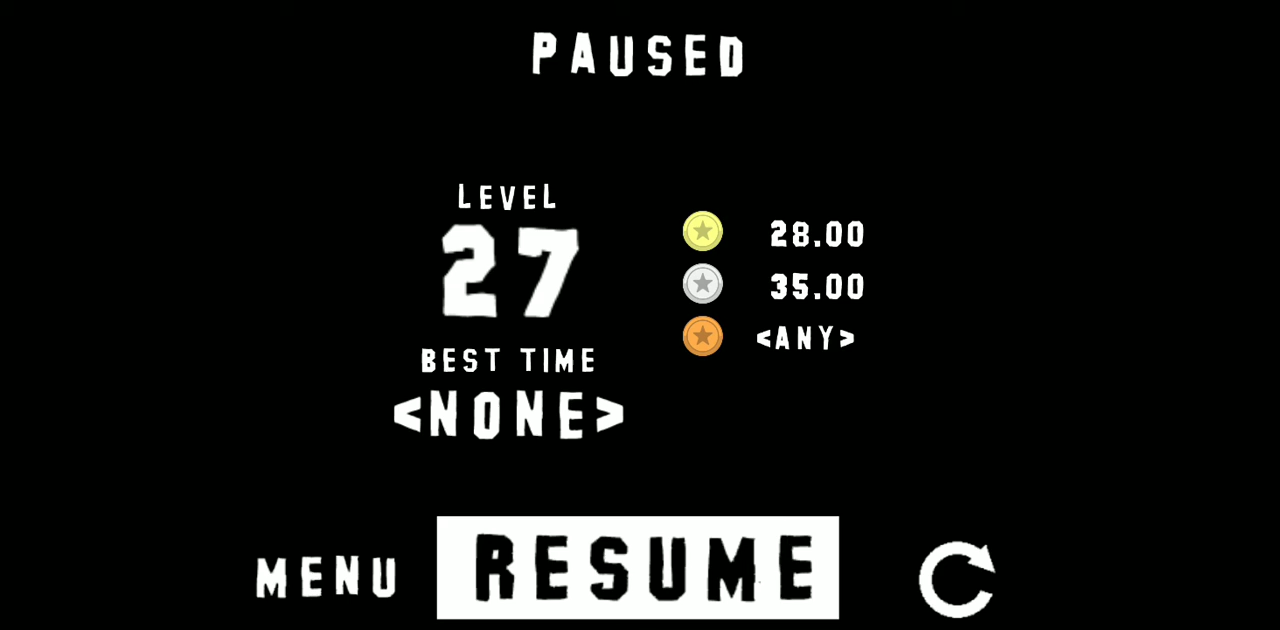 PAUSED
LEVEL
27
BEST TIME
<NONE>
28.00
35.00
<ANY>
MENU
RESUME